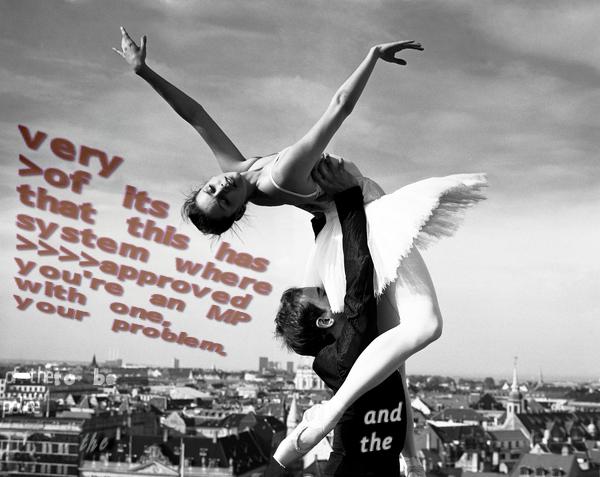 very
>of its
that this has
system where
>>>>approved
you're an MP
with one,
your problem.
and
the
the